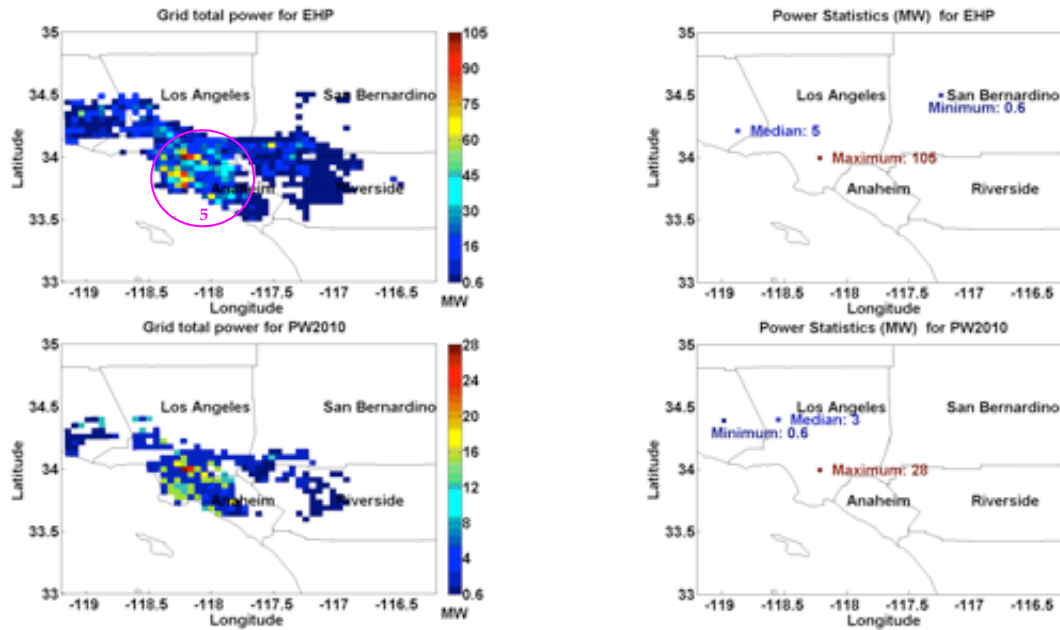 Grid total power for EHP
35
34.5
34
33.5
33
Latitude
Los Angeles
San Bernardino
Anaheim
Riverside
5
-119
-118.5
-118
-117.5
-117
-116.5
Longitude
105
90
75
60
45
30
16
0.6
MW
Power Statistics (MW) for EHP
35
34.5
34
33.5
33
Latitude
Los Angeles
San Bernardino
Minimum: 0.6
Median: 5
Maximum: 105
Anaheim
Riverside
-119
-118.5
-118
-117.5
-117
-116.5
Longitude
Grid total power for PW2010
35
34.5
34
33.5
33
Latitude
Los Angeles
San Bernardino
Anaheim
Riverside
-119
-118.5
-118
-117.5
-117
-116.5
Longitude
28
24
20
16
12
8
4
0.6
MW
Power Statistics (MW) for PW2010
35
34.5
34
33.5
33
Latitude
Los Angeles
San Bernardino
Median: 3
Minimum: 0.6
Maximum: 28
Anaheim
Riverside
-119
-118.5
-118
-117.5
-117
-116.5
Longitude